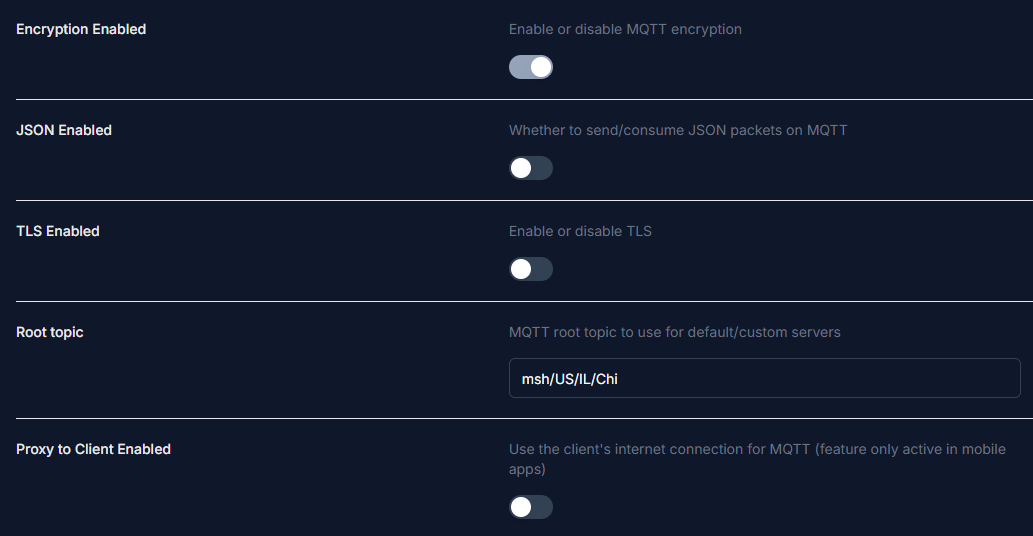 Encryption Enabled
Enable or disable MQTT encryption
JSON Enabled
Whether to send/consume JSON packets on MQTT
TLS Enabled
Enable or disable TLS
Root topic
MQTT root topic to use for default/custom servers
msh/US/IL/Chi
Proxy to Client Enabled
Use the client's internet connection for MQTT (feature only active in mobile
apps)